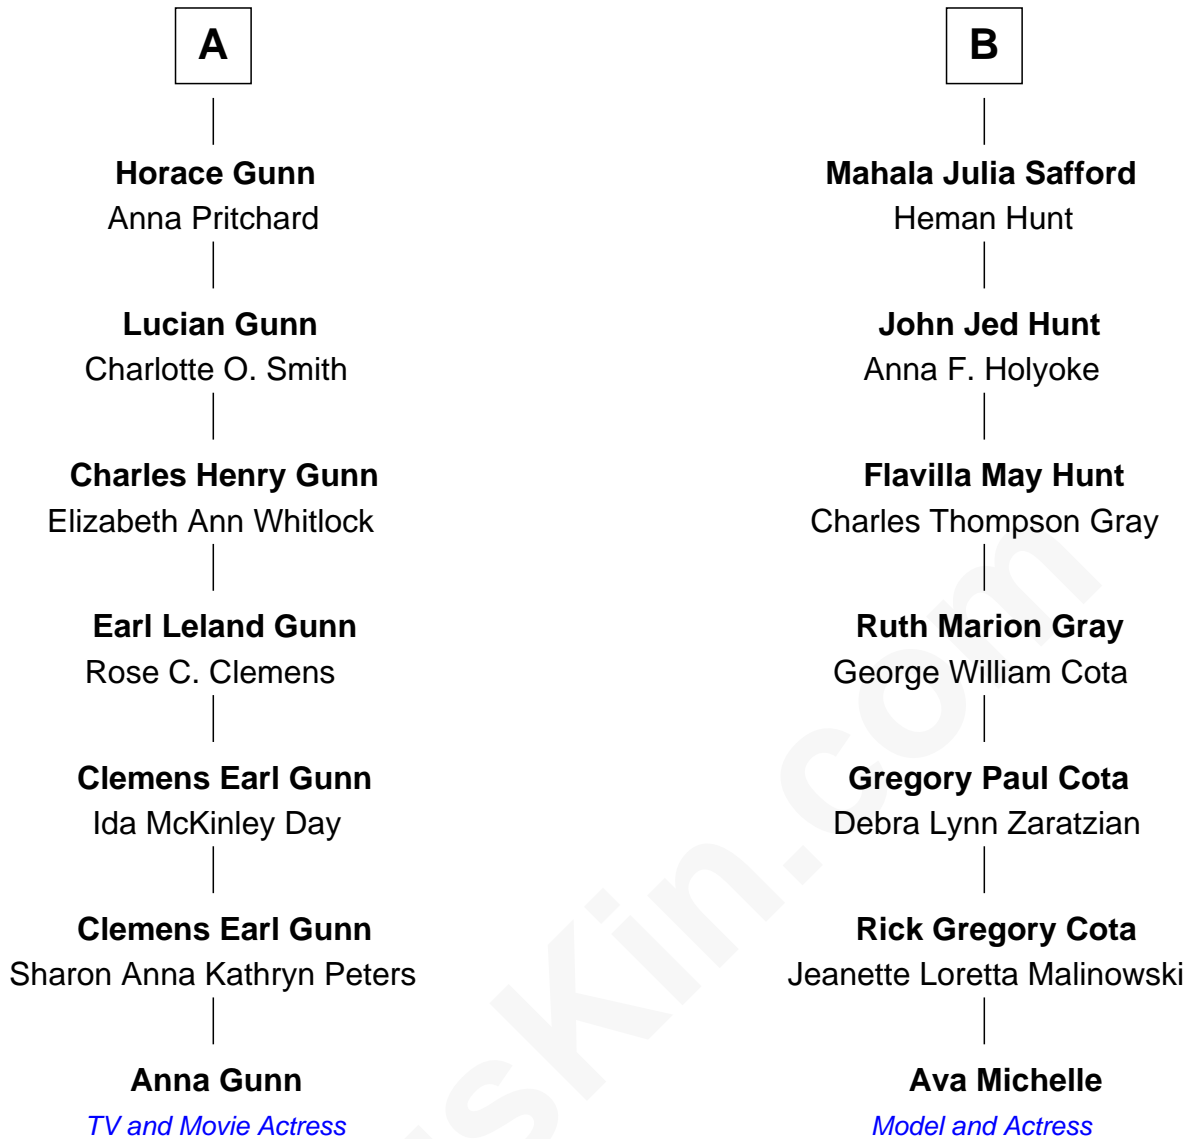 A
Horace Gunn
Anna Pritchard
Lucian Gunn
Charlotte O. Smith
Charles Henry Gunn
Elizabeth Ann Whitlock
Earl Leland Gunn
Rose C. Clemens
Clemens Earl Gunn
Ida McKinley Day
Clemens Earl Gunn
Sharon Anna Kathryn Peters
Anna Gunn
TV and Movie Actress
B
Mahala Julia Safford
Heman Hunt
John Jed Hunt
Anna F. Holyoke
Flavilla May Hunt
Charles Thompson Gray
Ruth Marion Gray
George William Cota
Gregory Paul Cota
Debra Lynn Zaratzian
Rick Gregory Cota
Jeanette Loretta Malinowski
Ava Michelle
Model and Actress